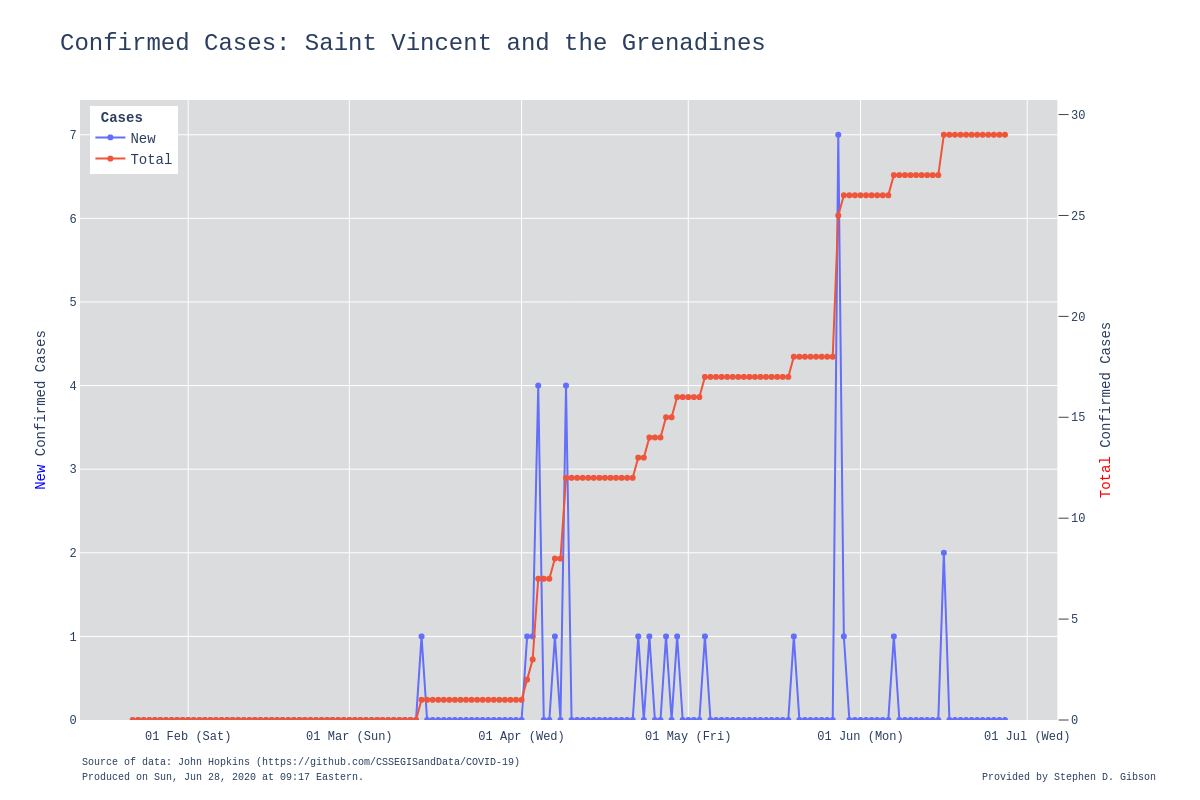 Confirmed Cases: Saint Vincent and the Grenadines
Cases
New
Total
7
6
5
4
3
2
1
0
New Confirmed Cases
30
25
20
15
10
5
0
Total Confirmed Cases
01 Feb (Sat)
01 Mar (Sun)
01 Apr (Wed)
01 May (Fri)
01 Jun (Mon)
01 Jul (Wed)
Source of data: John Hopkins (https://github.com/CSSEGISandData/COVID-19)
Produced on Sun, Jun 28, 2020 at 09:17 Eastern.
Provided by Stephen D. Gibson